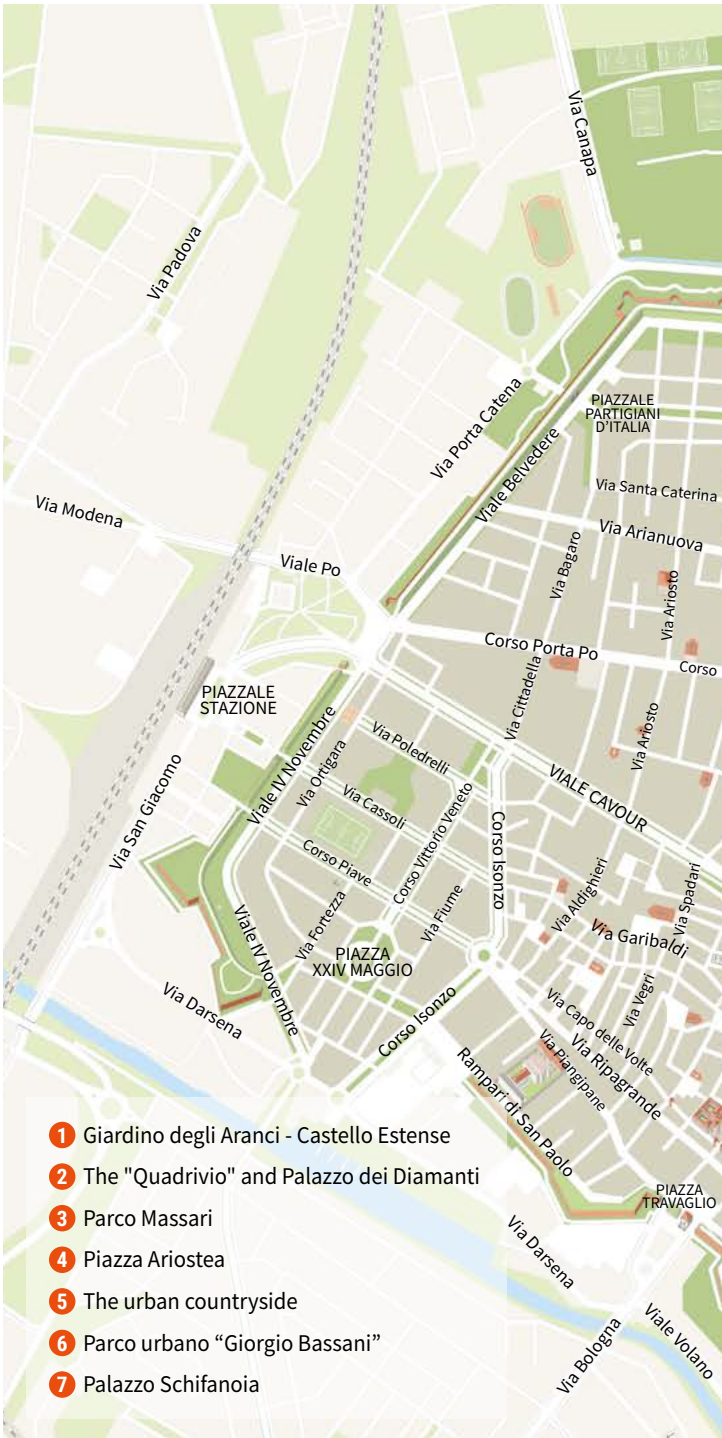 Via Canapa
Via Padova
Via Porta Catena
PIAZZALE
PARTIGIANI
D'ITALIA
Viale Belvedere
Via Santa Caterina
Via Modena
Via Arianuova
Viale Po
Via Bagaro
Via Ariosto
Corso Porta Po
Corso
Via Cittadella
PIAZZALE
STAZIONE
Viale IV Novembre
Via Ortigara
Via Poledrelli
Via Ariosto
VIALE CAVOUR
Via San Giacomo
Via Cassoli
Corso Vittorio Veneto
Corso Isonzo
Corso Piave
Via Aldighieri
Via Spadari
Via Fortezza
Via Fiume
Via Garibaldi
Viale IV Novembre
PIAZZA
XXIV MAGGIO
Via Vegri
Via Darsena
Corso Isonzo
Via Capo delle Volte
Via Ripagrande
Via Piangipane
Rampari di San Paolo
1 Giardino degli Aranci - Castello Estense
2 The "Quadrivio" and Palazzo dei Diamanti
3 Parco Massari
4 Piazza Ariostea
5 The urban countryside
6 Parco urbano “Giorgio Bassani”
7 Palazzo Schifanoia
PIAZZA
TRAVAGLIO
Via Darsena
Via Bologna
Viale Volano